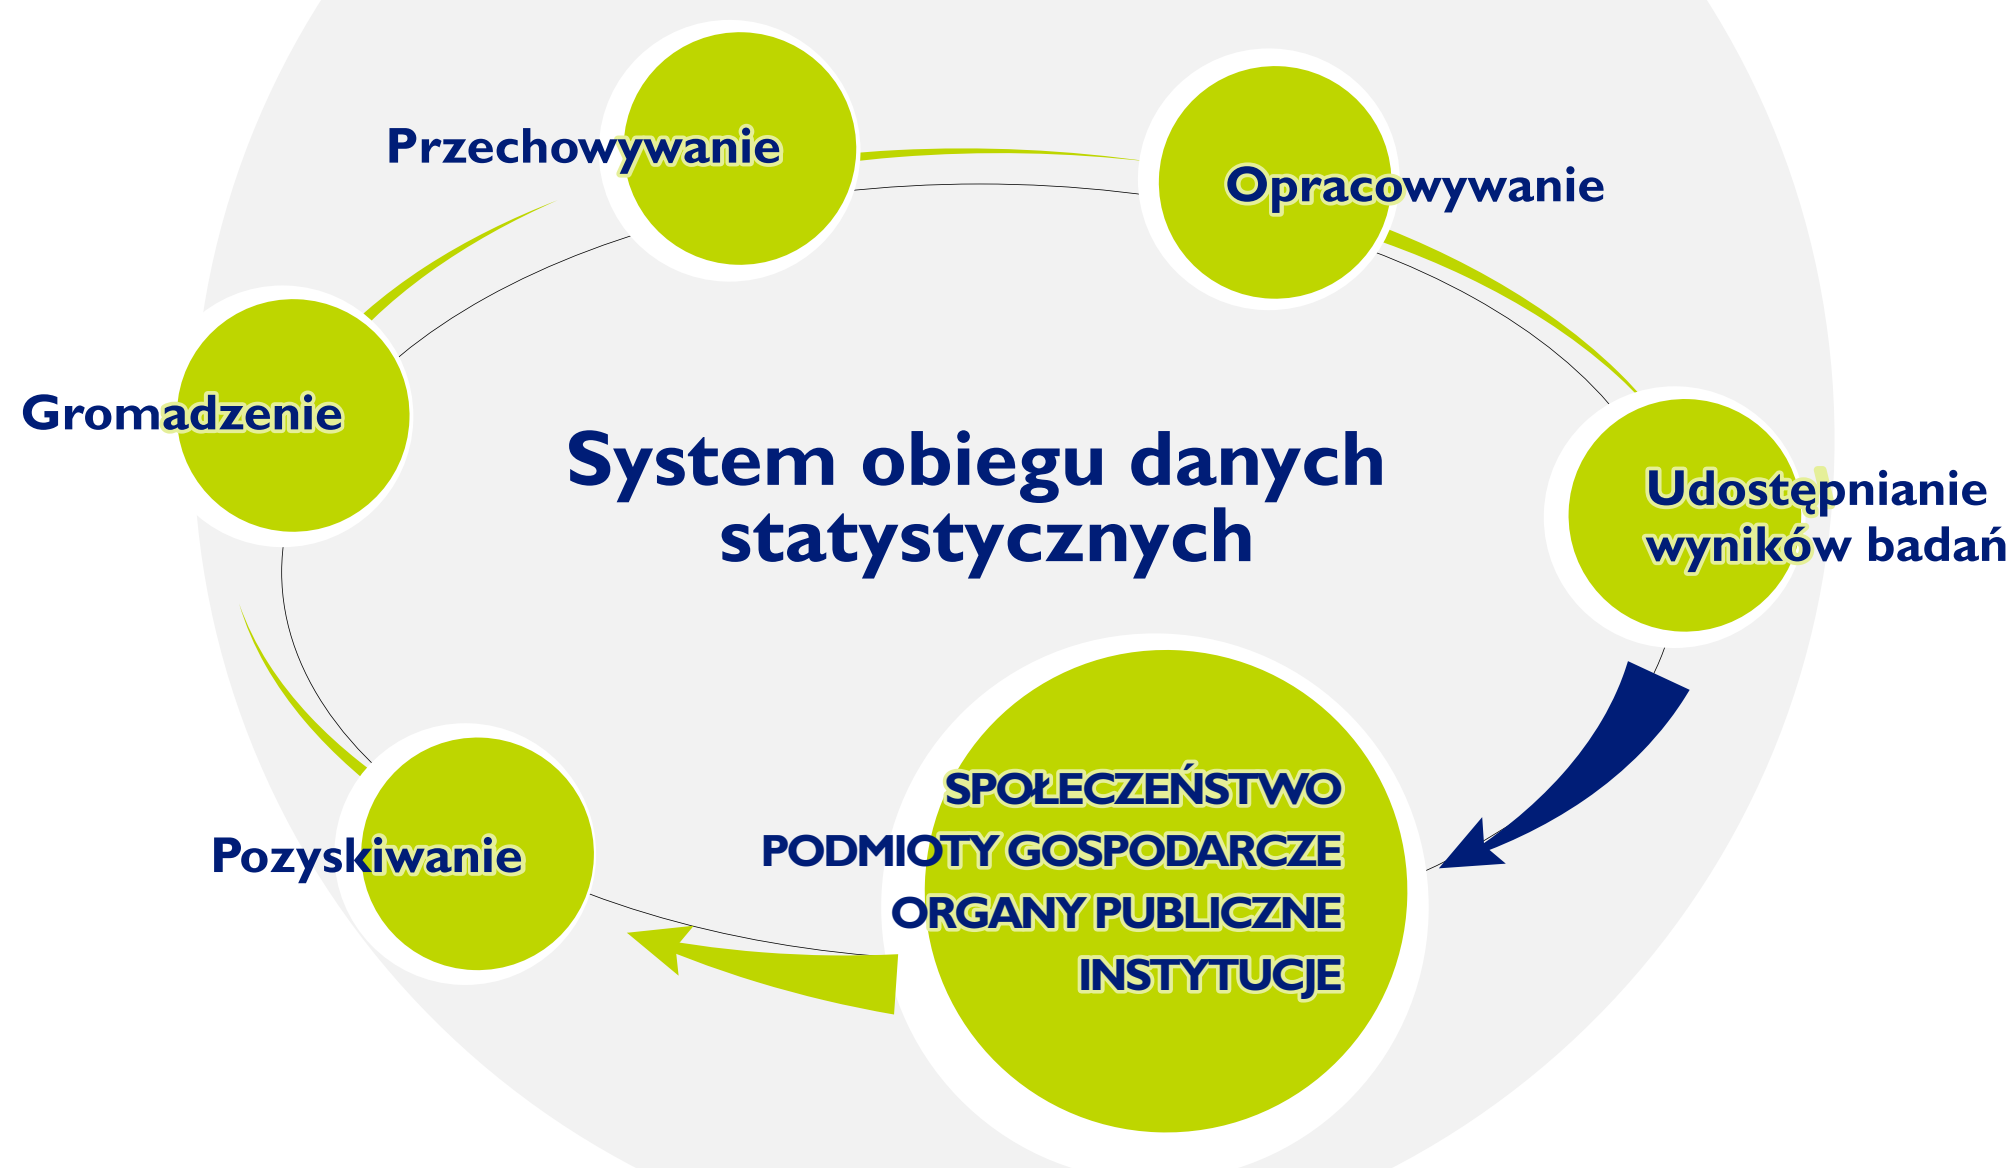 Przechowywanie
Opracowywanie
Gromadzenie
System obiegu danych
statystycznych
Udostępnianie
wyników badań
Pozyskiwanie
SPOŁECZEŃSTWO
PODMIOTY GOSPODARCZE
ORGANY PUBLICZNE
INSTYTUCJE